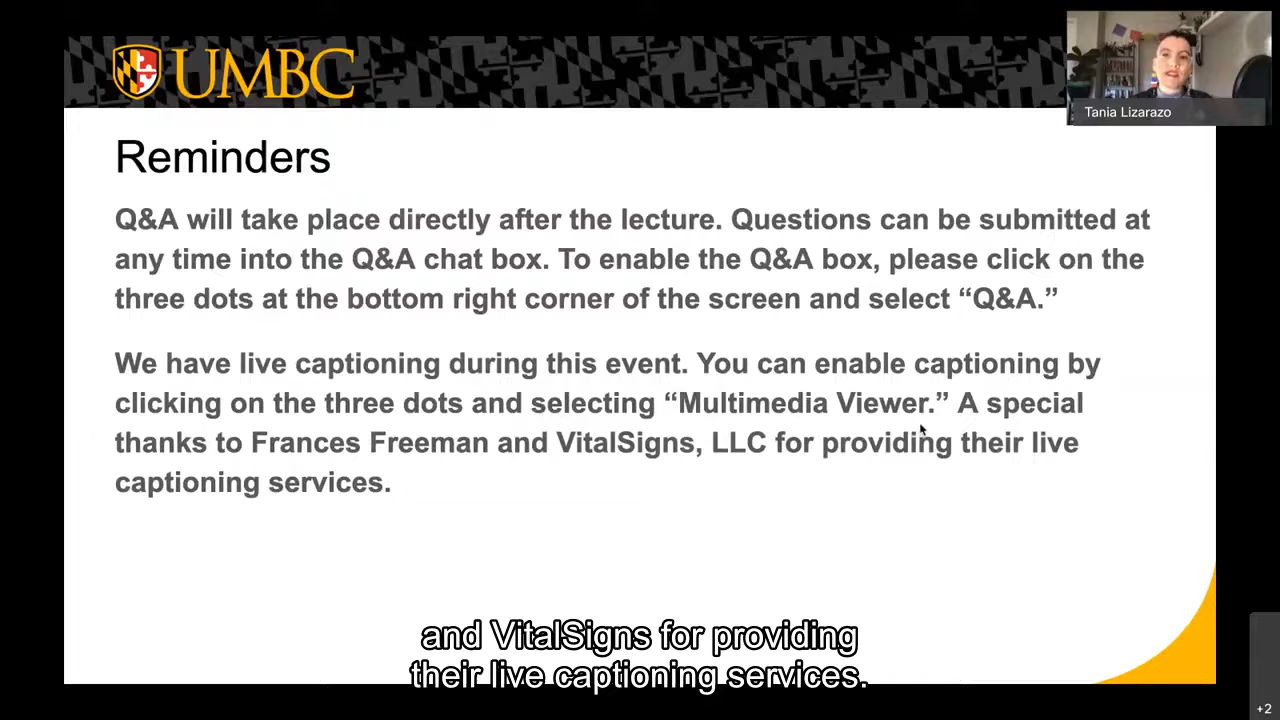 UMBC
Tania Lizarazo
Reminders
Q&A will take place directly after the lecture. Questions can be submitted at
any time into the Q&A chat box. To enable the Q&A box, please click on the
three dots at the bottom right corner of the screen and select “Q&A.”
We have live captioning during this event. You can enable captioning by
clicking on the three dots and selecting “Multimedia Viewer.” A special
thanks to Frances Freeman and VitalSigns, LLC for providing their live
captioning services.
and VitalSigns for providing
their live captioning services.
+2